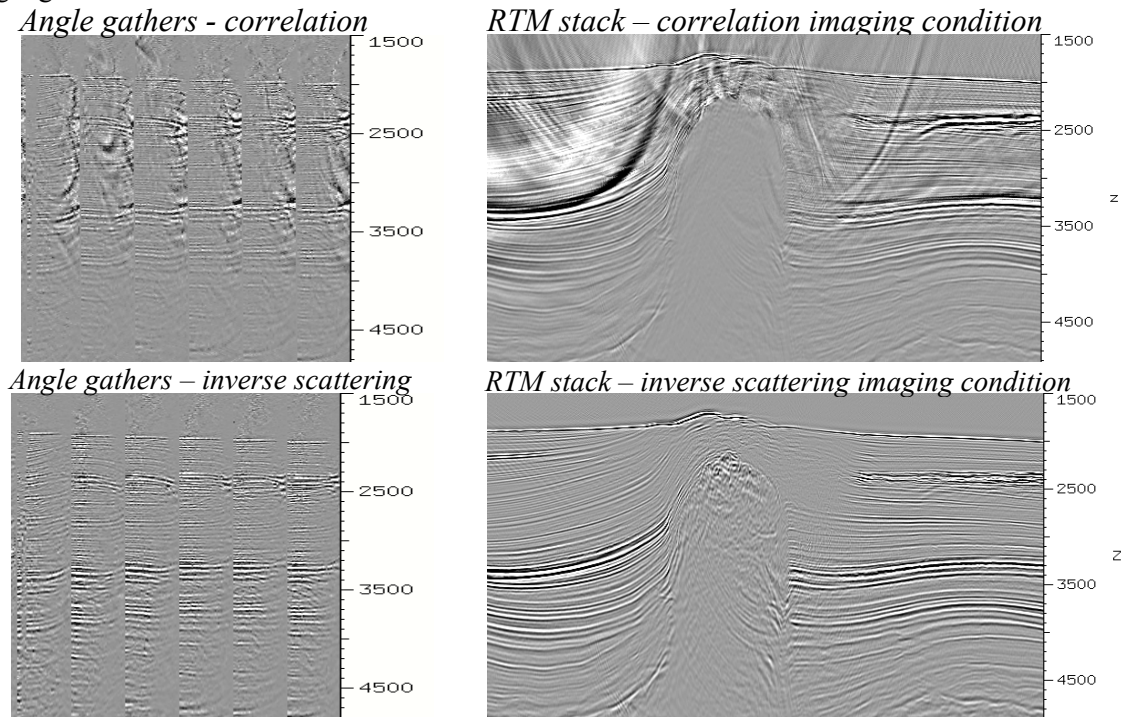 Angle gathers - correlation
RTM stack – correlation imaging condition
1500
2500
3500
4500
1500
2500
3500
4500
z
Angle gathers – inverse scattering
RTM stack – inverse scattering imaging condition
1500
2500
3500
4500
1500
2500
3500
4500
z